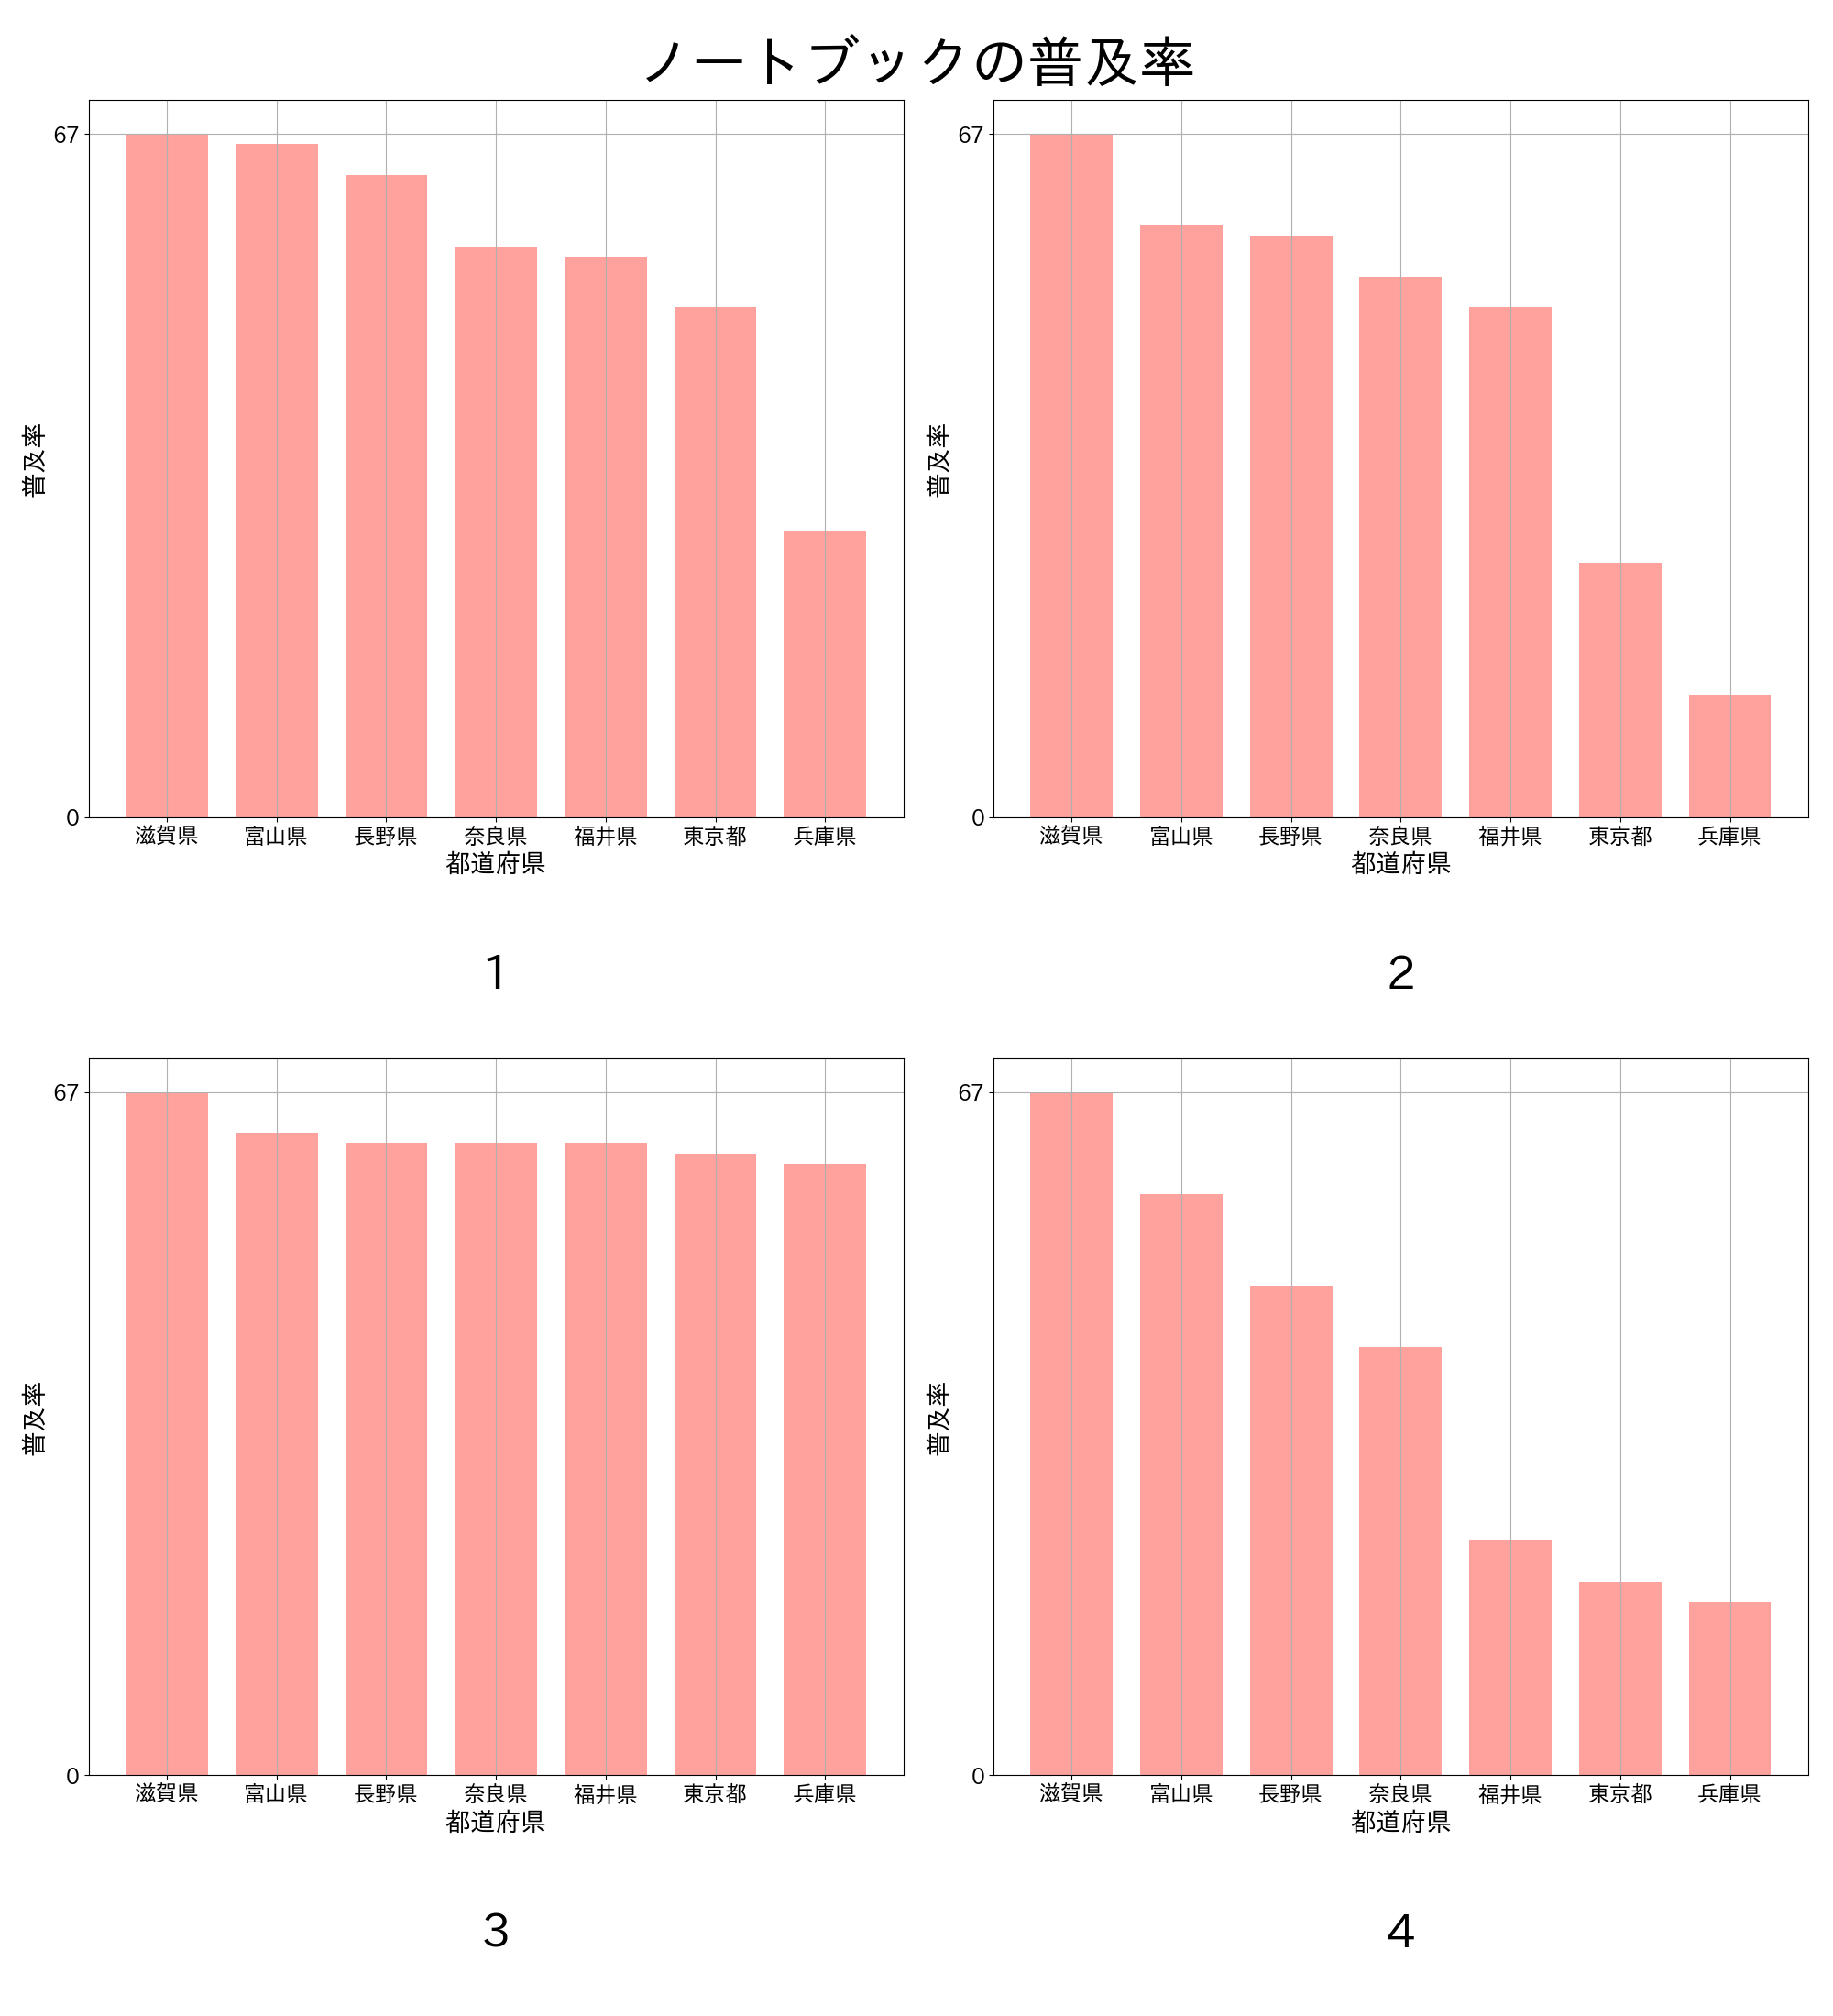 ノートブックの普及率
67
0
普及率
滋賀県 富山県 長野県 奈良県 福井県 東京都 兵庫県
都道府県
1
67
0
普及率
滋賀県 富山県 長野県 奈良県 福井県 東京都 兵庫県
都道府県
2
67
0
普及率
滋賀県 富山県 長野県 奈良県 福井県 東京都 兵庫県
都道府県
3
67
0
普及率
滋賀県 富山県 長野県 奈良県 福井県 東京都 兵庫県
都道府県
4